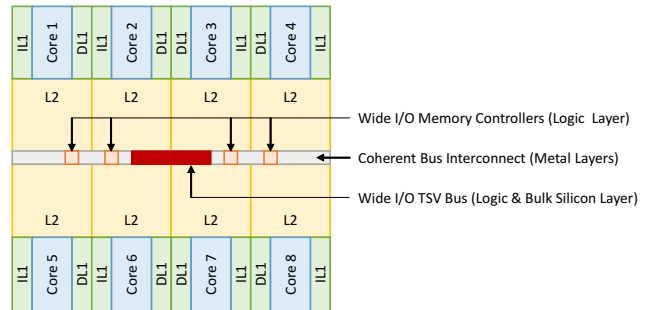 IL1 Core 1 DL1 IL1 Core 2 DL1 DL1 Core 3 IL1 DL1 Core 4 IL1
L2 L2 L2 L2
Wide I/O Memory Controllers (Logic Layer)
Coherent Bus Interconnect (Metal Layers)
Wide I/O TSV Bus (Logic & Bulk Silicon Layer)
L2 L2 L2 L2
IL1 Core 5 DL1 IL1 Core 6 DL1 DL1 Core 7 IL1 DL1 Core 8 IL1